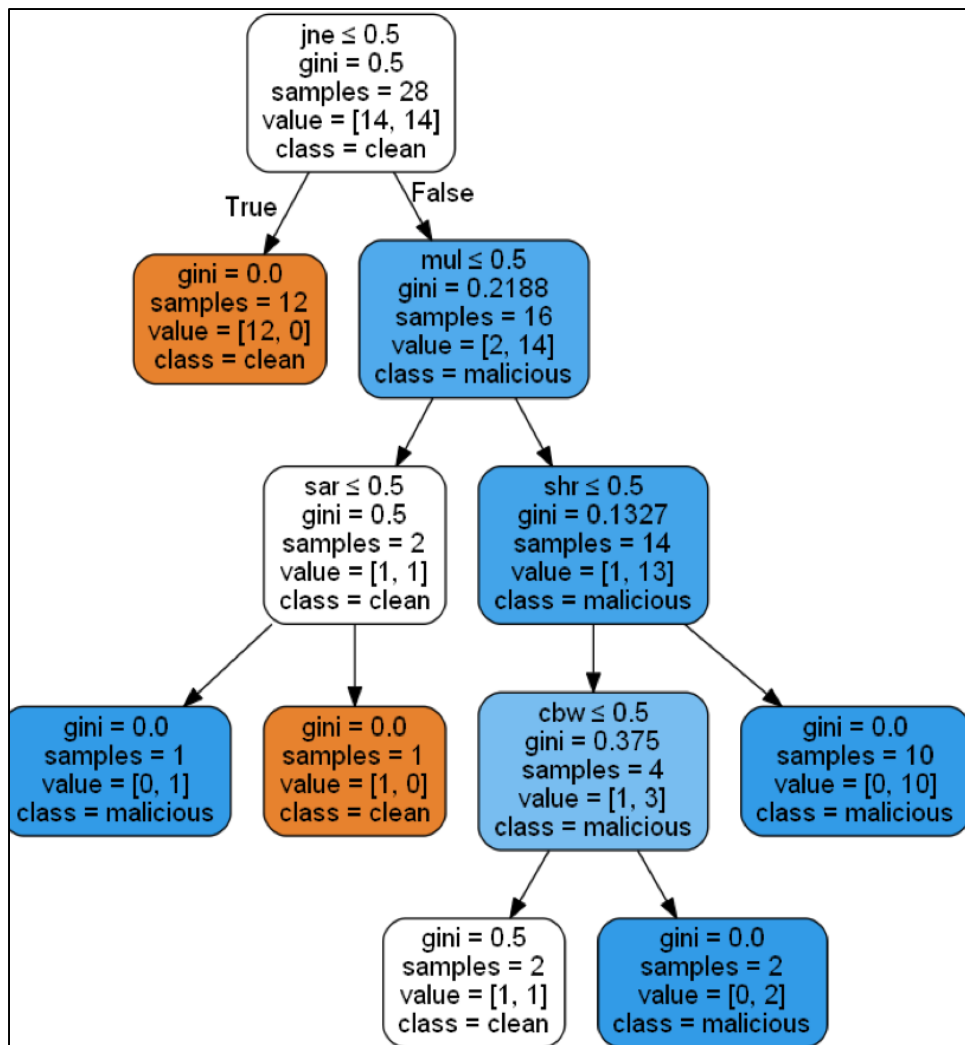 jne ≤ 0.5
gini = 0.5
samples = 28
value = [14, 14]
class = clean
True
False
gini = 0.0
samples = 12
value = [12, 0]
class = clean
mul ≤ 0.5
gini = 0.2188
samples = 16
value = [2, 14]
class = malicious
sar ≤ 0.5
gini = 0.5
samples = 2
value = [1, 1]
class = clean
shr ≤ 0.5
gini = 0.1327
samples = 14
value = [1, 13]
class = malicious
gini = 0.0
samples = 1
value = [0, 1]
class = malicious
gini = 0.0
samples = 1
value = [1, 0]
class = clean
cbw ≤ 0.5
gini = 0.375
samples = 4
value = [1, 3]
class = malicious
gini = 0.0
samples = 10
value = [0, 10]
class = malicious
gini = 0.5
samples = 2
value = [1, 1]
class = clean
gini = 0.0
samples = 2
value = [0, 2]
class = malicious